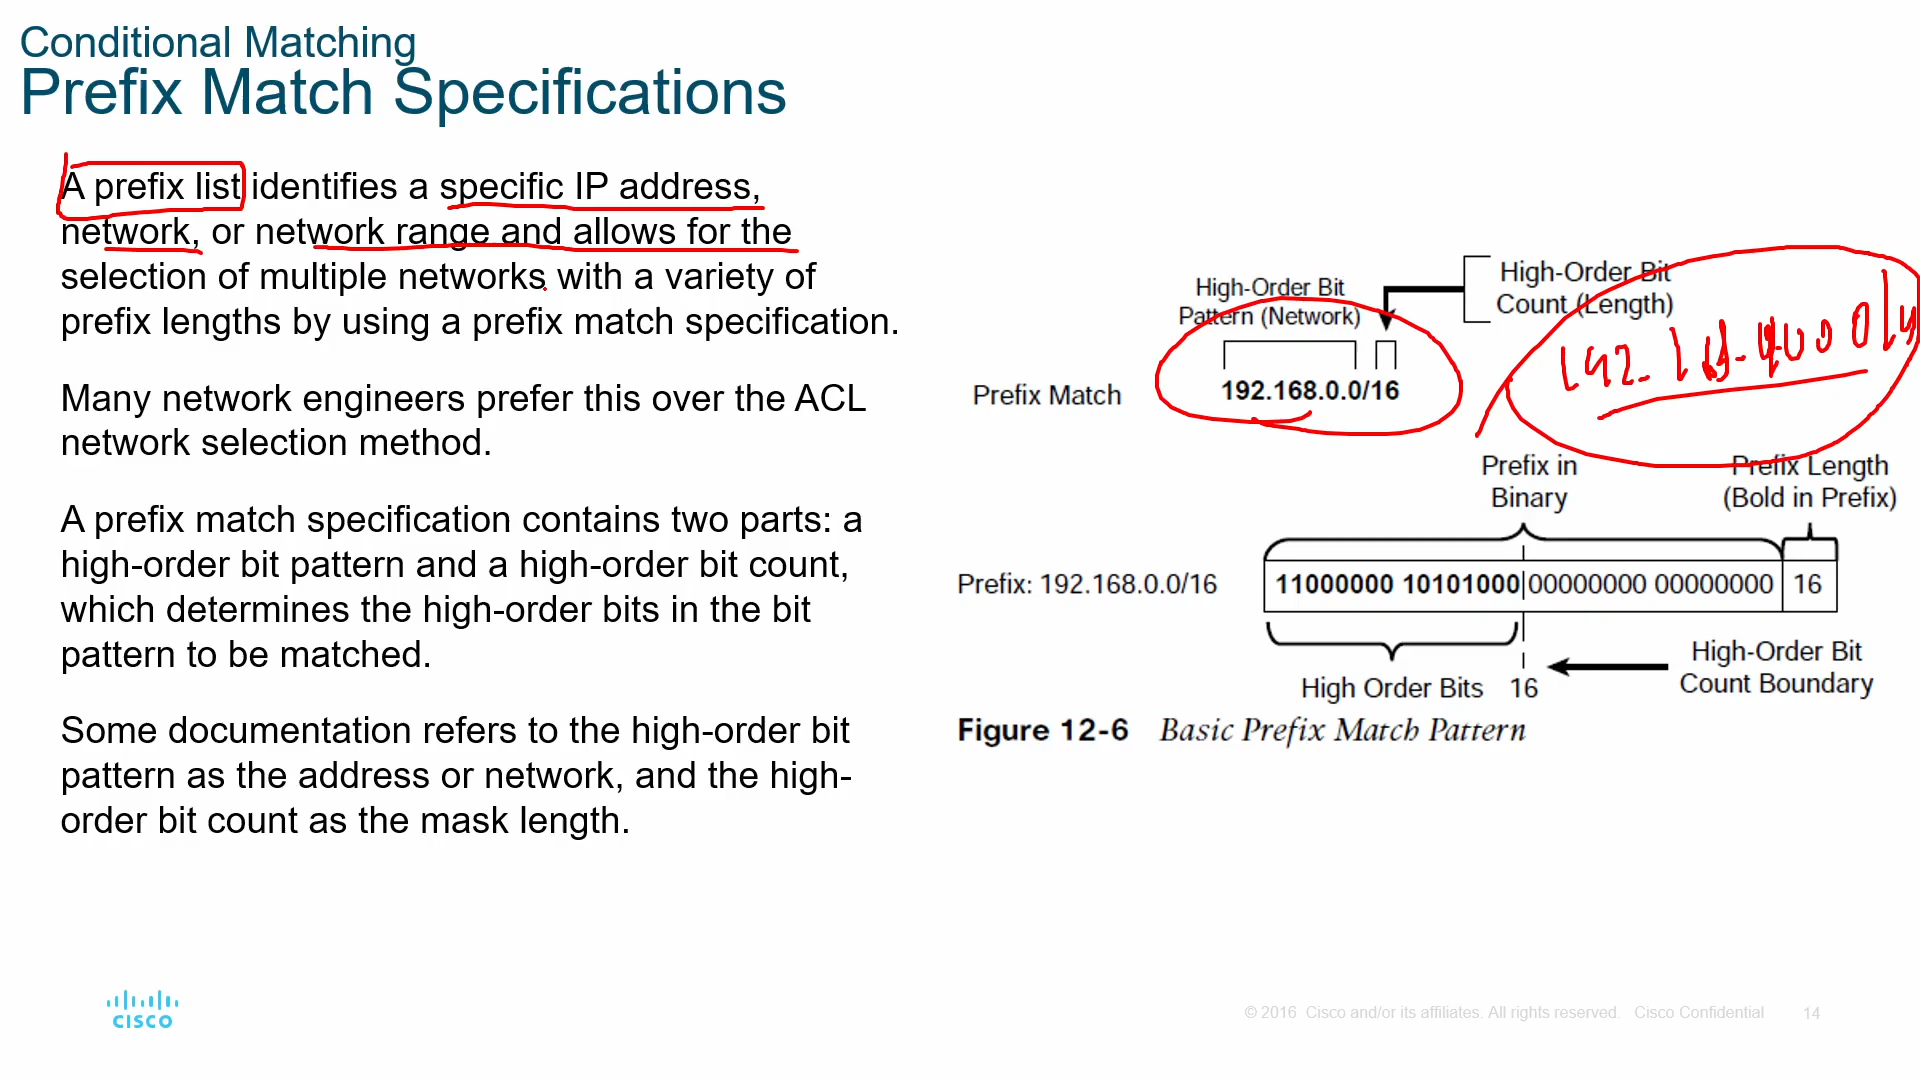 Conditional Matching
Prefix Match Specifications
A prefix list identifies a specific IP address,
network, or network range and allows for the
selection of multiple networks with a variety of
prefix lengths by using a prefix match specification.
Many network engineers prefer this over the ACL
network selection method.
A prefix match specification contains two parts: a
high-order bit pattern and a high-order bit count,
which determines the high-order bits in the bit
pattern to be matched.
Some documentation refers to the high-order bit
pattern as the address or network, and the high-
order bit count as the mask length.
High-Order Bit
Pattern (Network)
High-Order Bit
Count (Length)
Prefix Match
192.168.0.0/16
Prefix in
Binary
Prefix Length
(Bold in Prefix)
Prefix: 192.168.0.0/16
11000000 10101000 00000000 00000000 16
High Order Bits 16
High-Order Bit
Count Boundary
Figure 12-6 Basic Prefix Match Pattern
CISCO
© 2016 Cisco and/or its affiliates. All rights reserved. Cisco Confidential 14